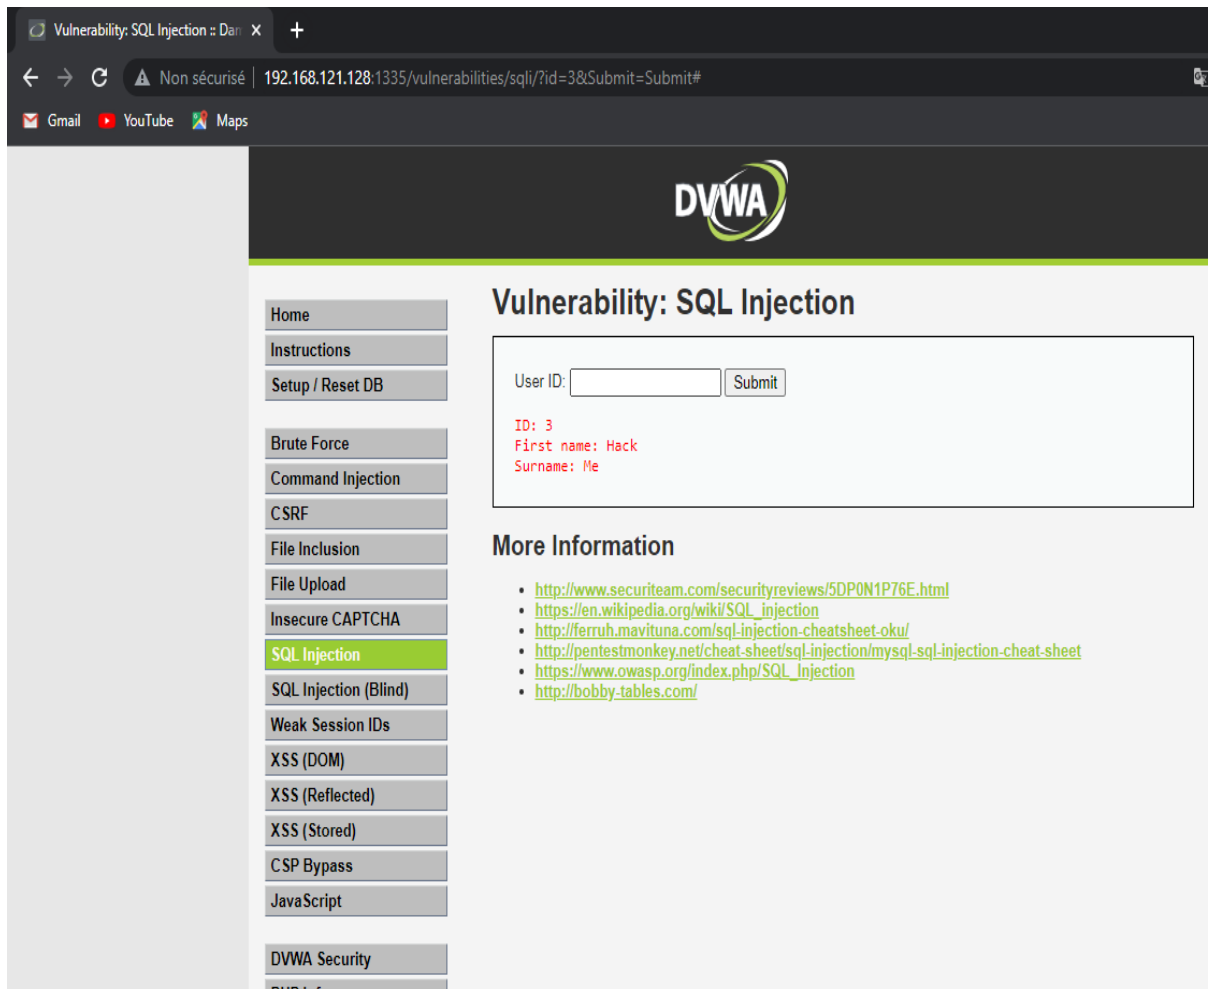 Vulnerability: SQL Injection :: Dam
Non sécurisé | 192.168.121.128:1335/vulnerabilities/sqli/?id=3&Submit=Submit#
Gmail YouTube Maps
DVWA
Home
Instructions
Setup / Reset DB
Brute Force
Command Injection
CSRF
File Inclusion
File Upload
Insecure CAPTCHA
SQL Injection
SQL Injection (Blind)
Weak Session IDs
XSS (DOM)
XSS (Reflected)
XSS (Stored)
CSP Bypass
JavaScript
DVWA Security
Vulnerability: SQL Injection
User ID: Submit
ID: 3
First name: Hack
Surname: Me
More Information
• http://www.securiteam.com/securityreviews/5DP0N1P76E.html
• https://en.wikipedia.org/wiki/SQL_injection
• http://ferruh.mavituna.com/sql-injection-cheatsheet-oku/
• http://pentestmonkey.net/cheat-sheet/sql-injection/mysql-sql-injection-cheat-sheet
• https://www.owasp.org/index.php/SQL_Injection
• http://bobby-tables.com/